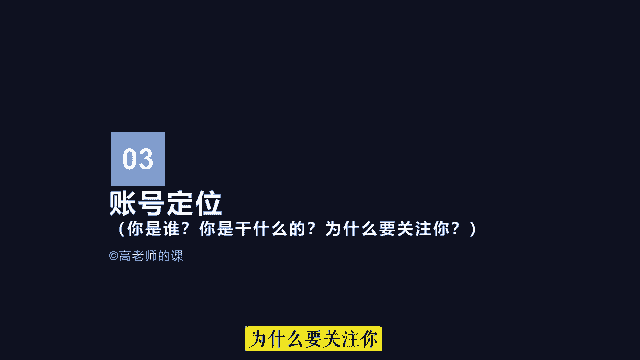 03
账号定位
（你是谁？你是干什么的？为什么要关注你？）
©高老师的课
为什么要关注你